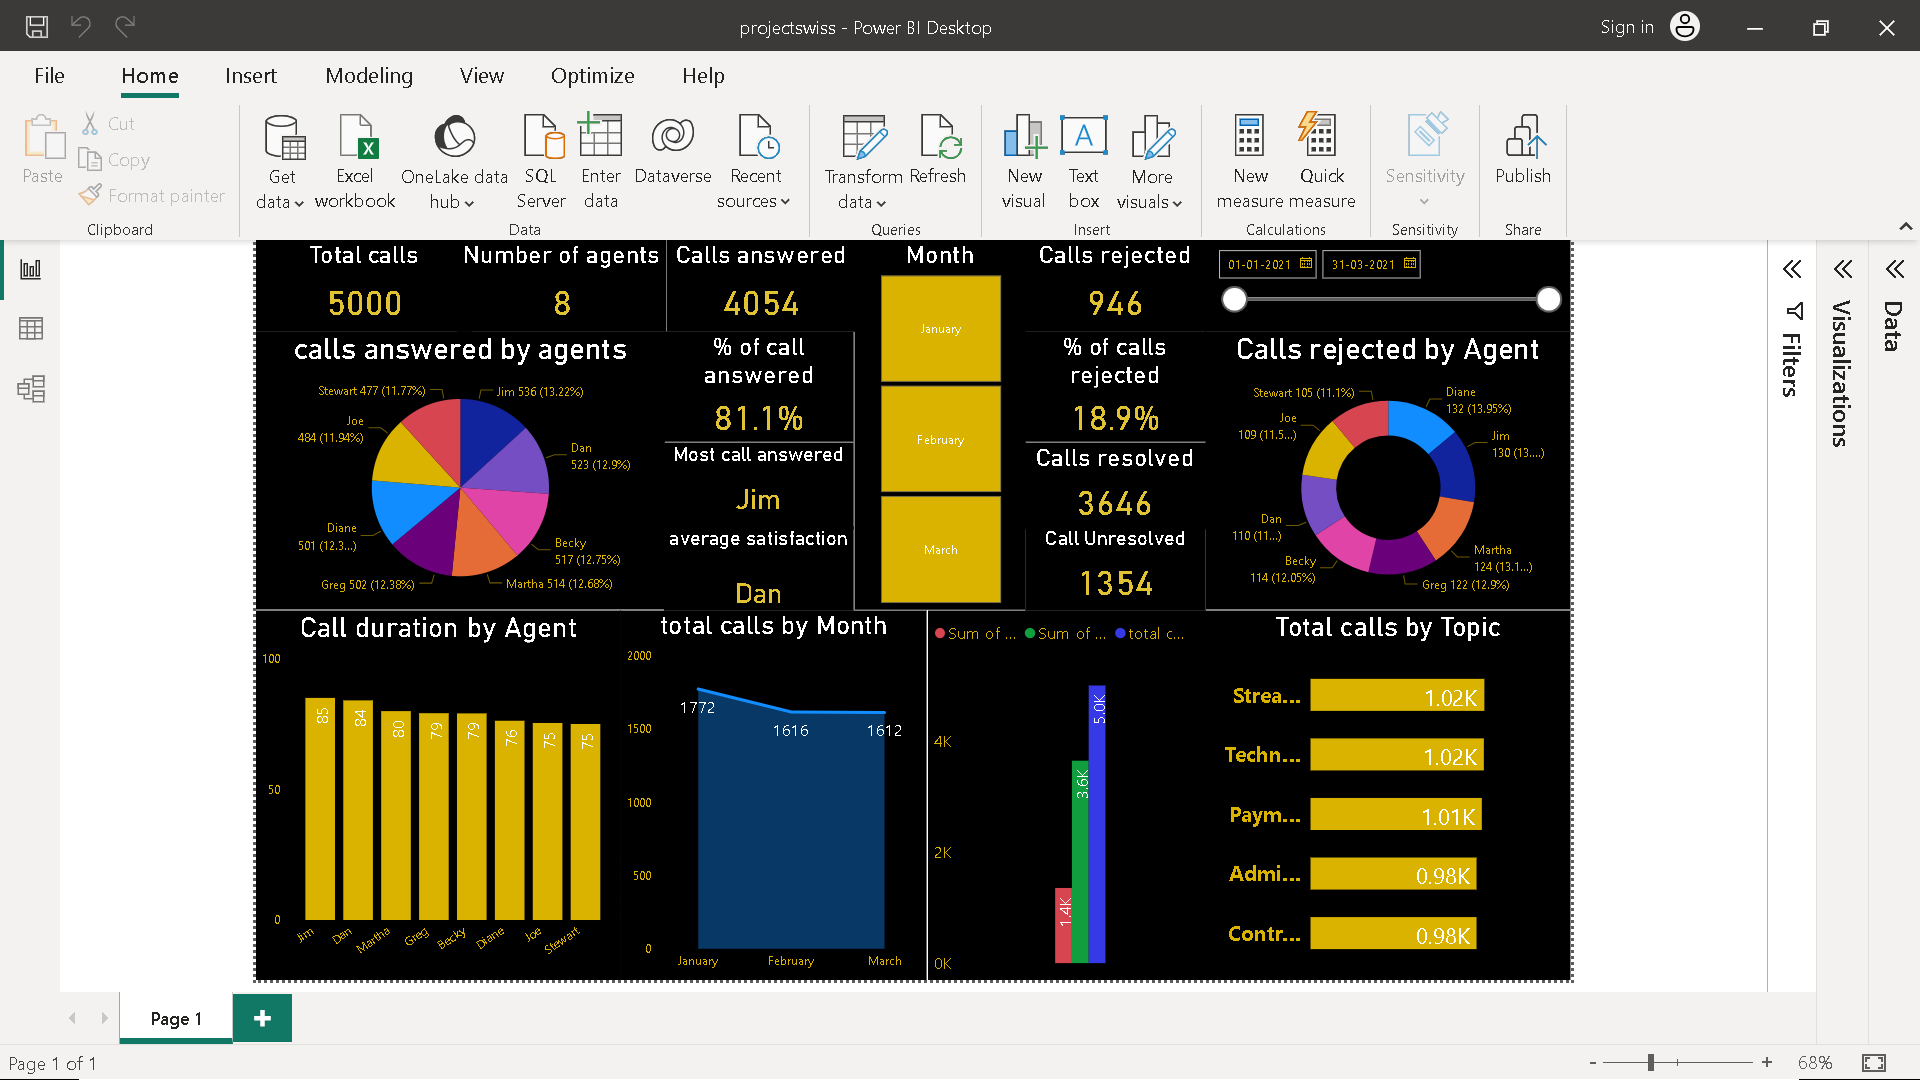 projectswiss - Power BI Desktop
Sign in
File
Home
Insert
Modeling
View
Optimize
Help
Paste
Cut
Copy
Format painter
Clipboard
Get
data
Excel
workbook
OneLake data
hub
SQL
Server
Enter
data
Dataverse
Recent
sources
Data
Transform
data
Refresh
Queries
New
visual
Text
box
More
visuals
Insert
New
measure
Quick
measure
Calculations
Sensitivity
Sensitivity
Publish
Share
Total calls
5000
Number of agents
8
Calls answered
4054
Month
January
February
March
Calls rejected
946
01-01-2021
31-03-2021
calls answered by agents
Stewart 477 (11.77%)
Jim 536 (13.22%)
Joe
484 (11.94%)
Dan
523 (12.9%)
Diane
501 (12.3...)
Becky
517 (12.75%)
Greg 502 (12.38%)
Martha 514 (12.68%)
% of call
answered
81.1%
Most call answered
Jim
average satisfaction
Dan
% of calls
rejected
18.9%
Calls resolved
3646
Call Unresolved
1354
Calls rejected by Agent
Stewart 105 (11.1%)
Diane
132 (13.95%)
Joe
109 (11.5...)
Jim
130 (13....)
Dan
110 (11...)
Martha
124 (13.1...)
Becky
114 (12.05%)
Greg 122 (12.9%)
Call duration by Agent
100
50
0
85
84
80
79
79
76
75
75
Jim
Dan
Martha
Greg
Becky
Diane
Joe
Stewart
total calls by Month
2000
1500
1000
500
0
1772
1616
1612
January
February
March
Sum of ...
Sum of ...
total c...
4K
2K
0K
1.4K
3.6K
5.0K
Total calls by Topic
Strea...
1.02K
Techn...
1.02K
Paym...
1.01K
Admi...
0.98K
Contr...
0.98K
Filters
Visualizations
Data
Page 1
+
Page 1 of 1
-
+
68%